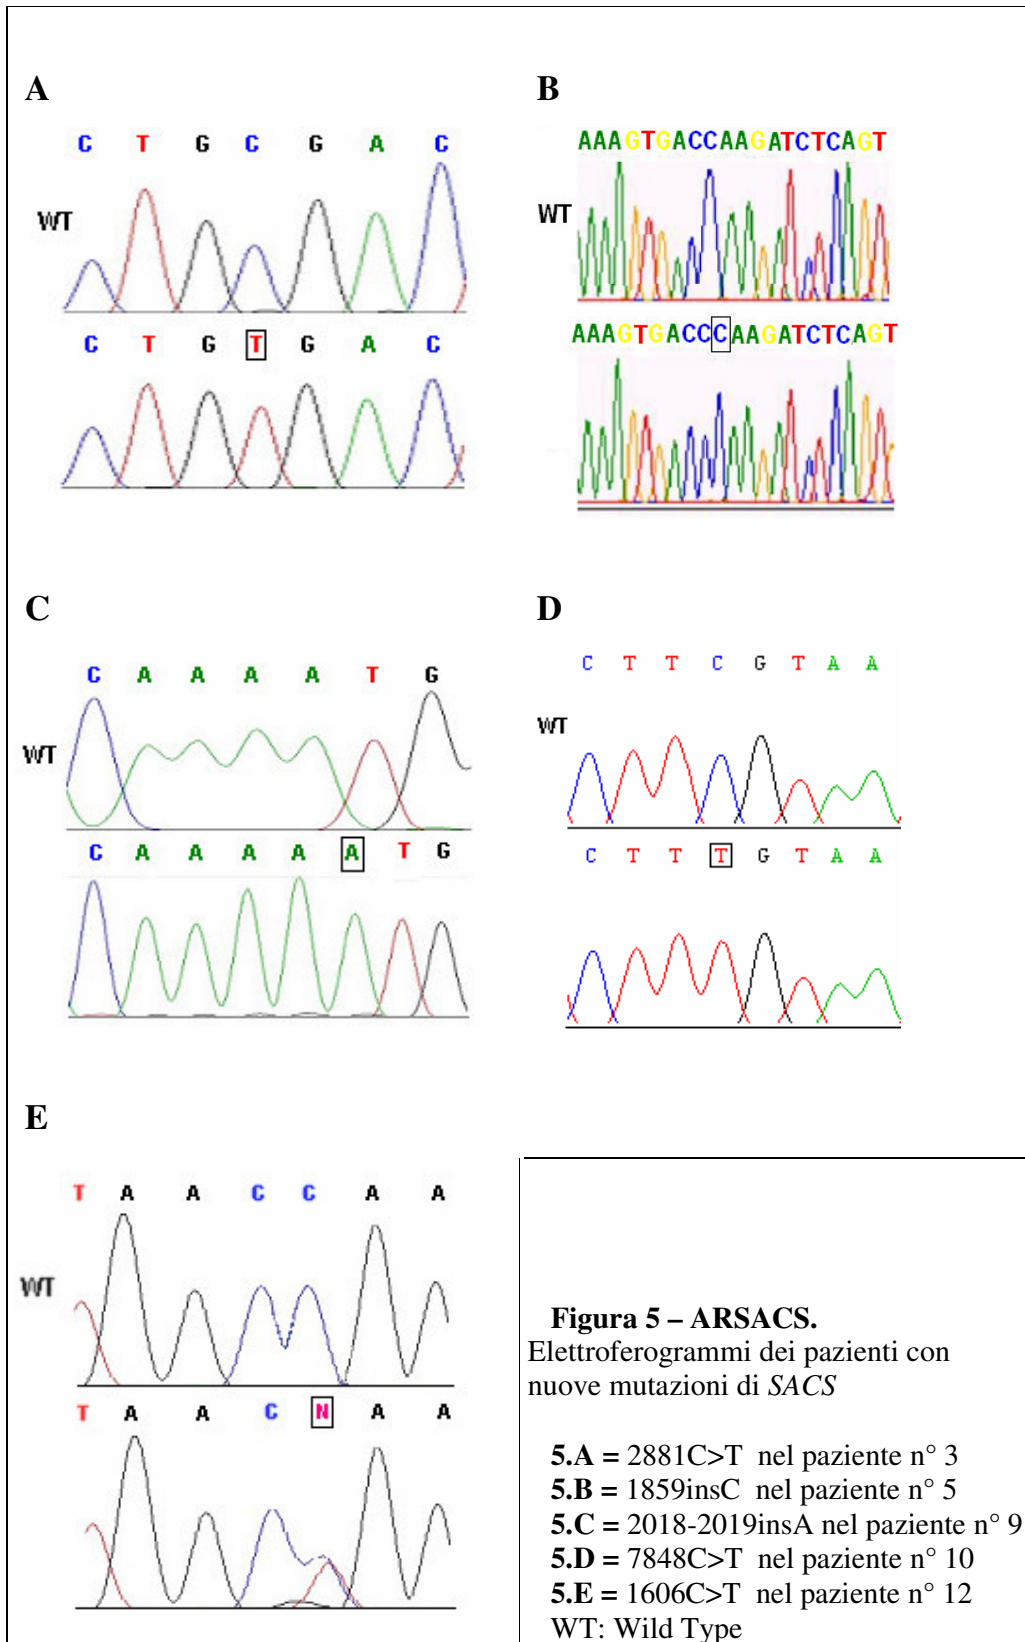 A
C T G C G A C
WT
C T G T G A C
B
AAAGTGACCAAGATCTCAGT
WT
AAAGTGACCCAAGATCTCAGT
C
C A A A A T G
WT
C A A A A A T G
D
C T T C G T A A
WT
C T T T G T A A
E
T A A C C A A
WT
T A A C N A A
Figura 5 – ARSACS.
Elettroferogrammi dei pazienti con
nuove mutazioni di SACS
5.A = 2881C>T nel paziente n° 3
5.B = 1859insC nel paziente n° 5
5.C = 2018-2019insA nel paziente n° 9
5.D = 7848C>T nel paziente n° 10
5.E = 1606C>T nel paziente n° 12
WT: Wild Type